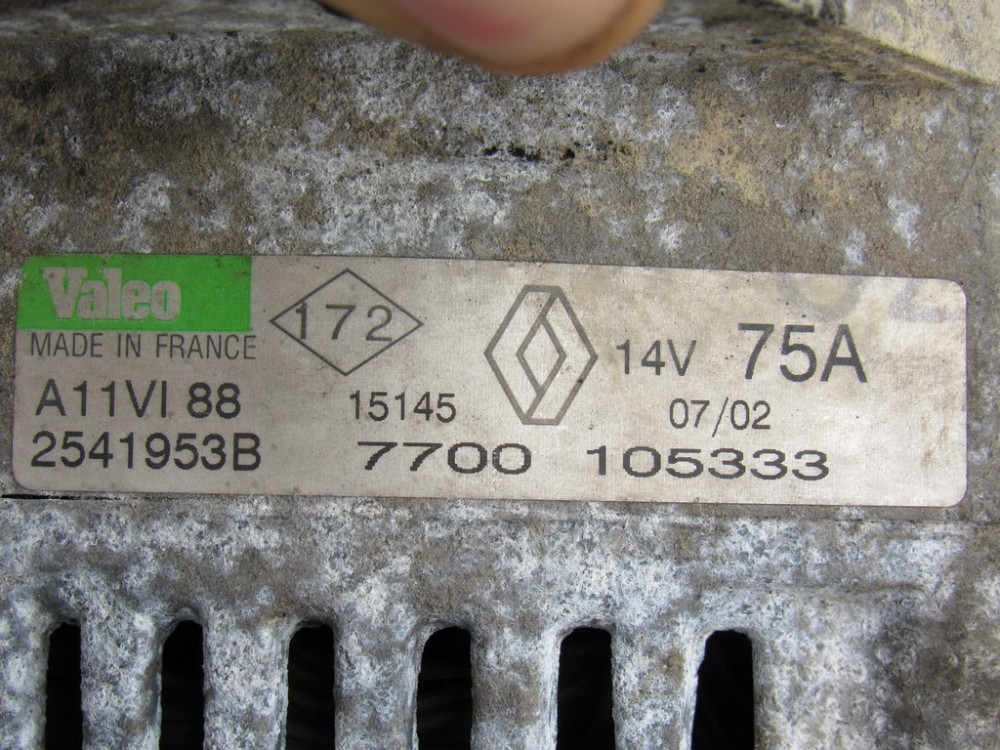 Valeo
MADE IN FRANCE
172
14V 75A
A11VI 88 15145 07/02
2541953B 7700 105333